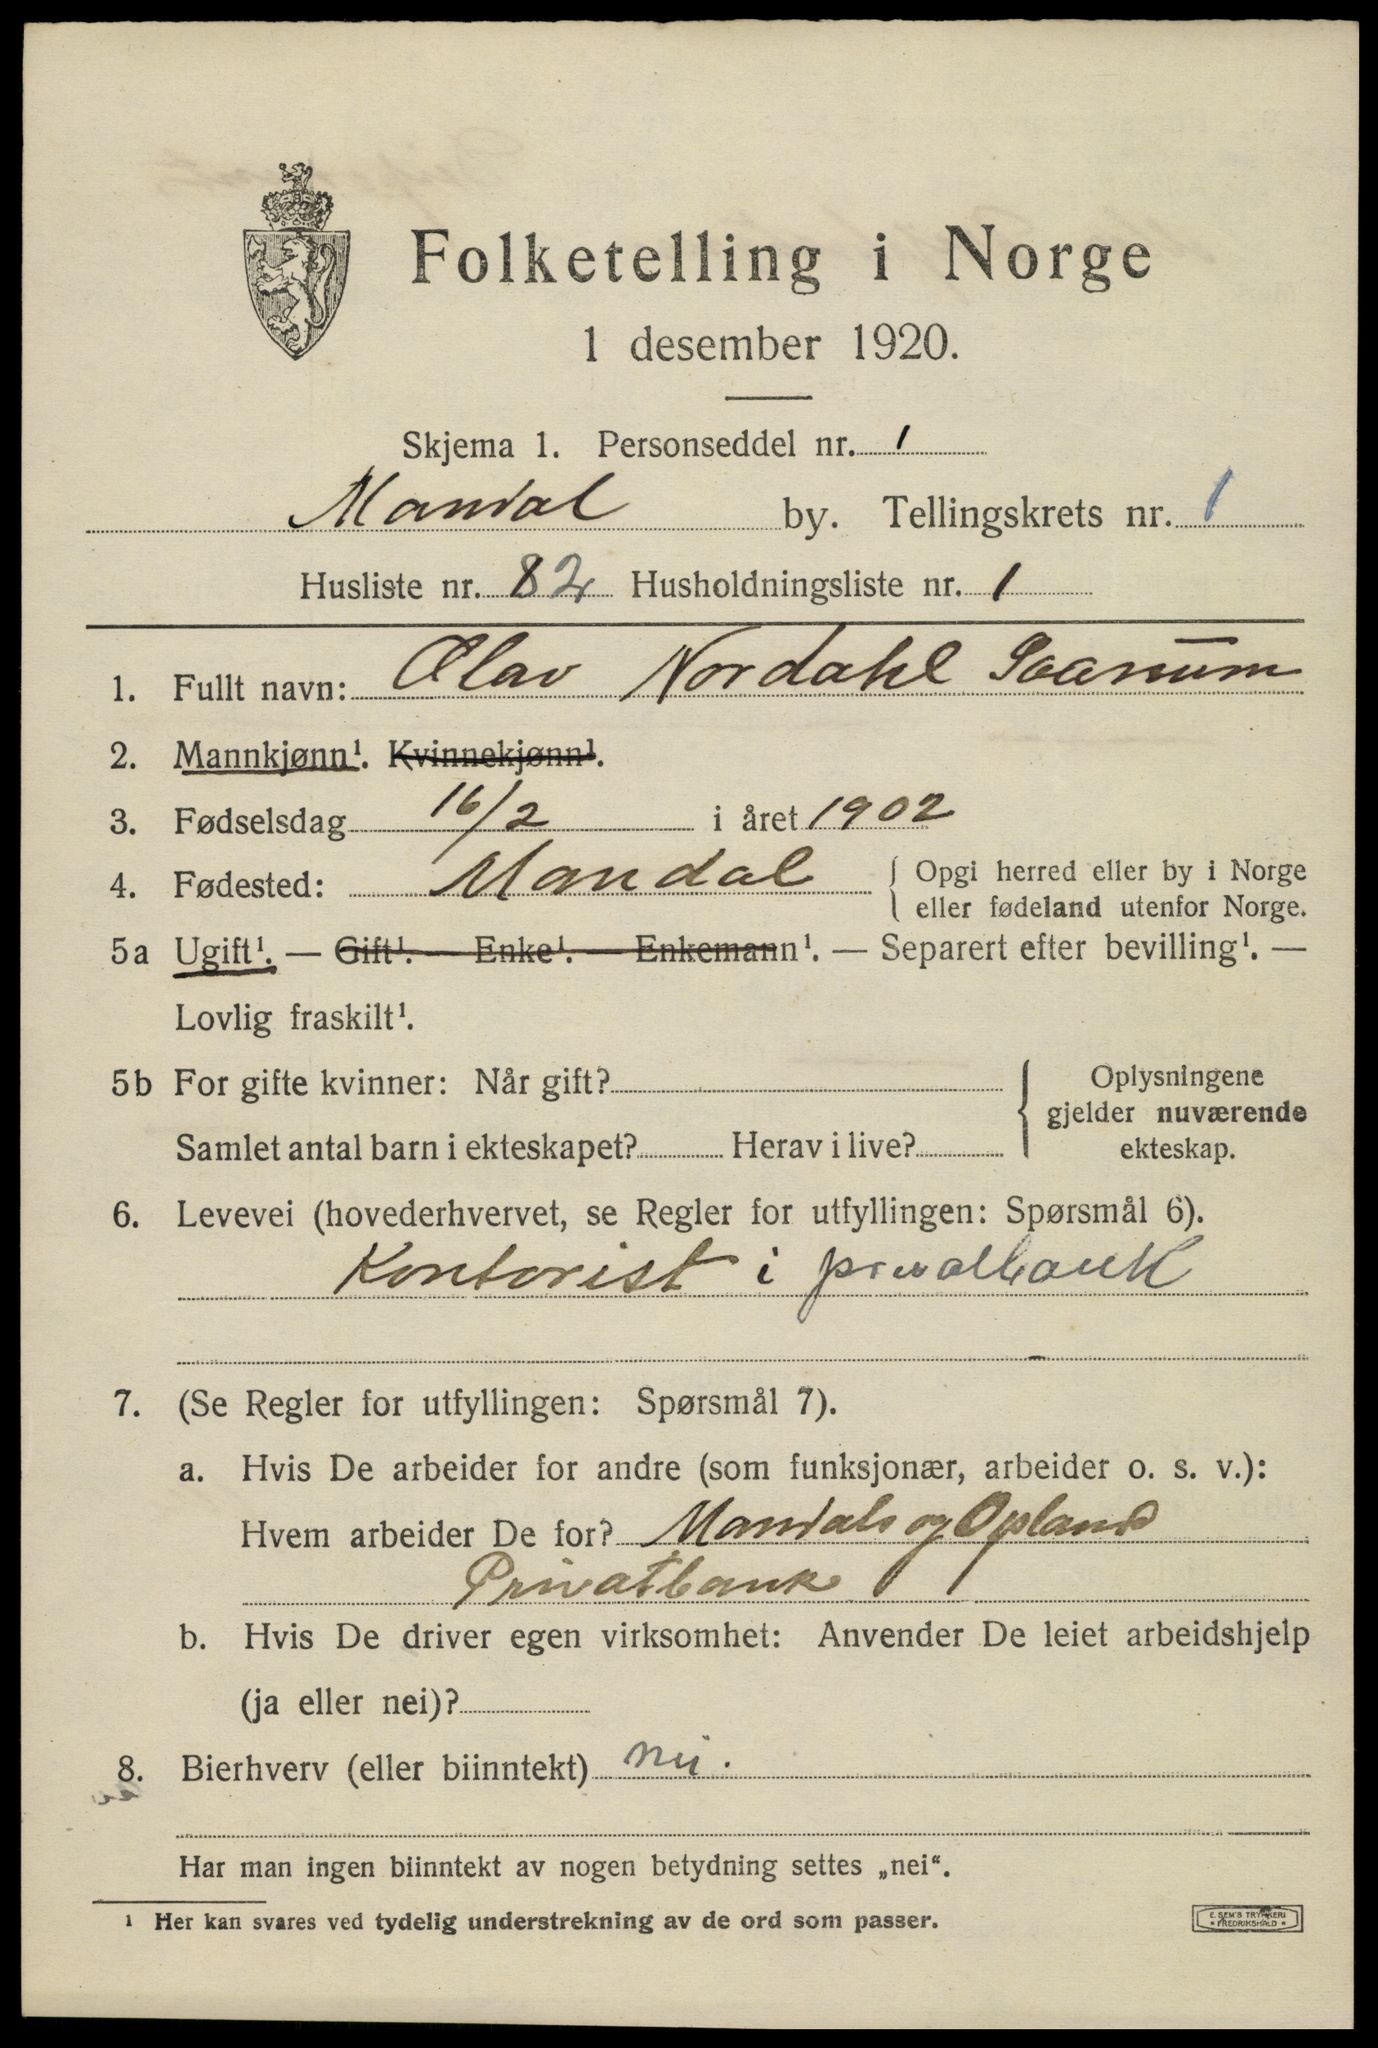 Folketelling i Norge
1 desember 1920.
Skjema 1. Personseddel nr. 1
Mandal by. Tellingskrets nr. 1
Husliste nr. 82 Husholdningsliste nr. 1
1. Fullt navn: Olav Nordahl Saanum
2. Mannkjønn¹. Kvinnekjønn¹.
3. Fødselsdag 16/2 i året 1902
4. Fødested: Mandal { Opgi herred eller by i Norge
eller fødeland utenfor Norge.
5a Ugift¹. — Gift¹. — Enke¹. — Enkemann¹. — Separert efter bevilling¹. —
Lovlig fraskilt¹.
5b For gifte kvinner: Når gift? { Oplysningene
gjelder nuværende
Samlet antal barn i ekteskapet? Herav i live? ekteskap.
6. Levevei (hovederhvervet, se Regler for utfyllingen: Spørsmål 6).
Kontorist i privatbank
7. (Se Regler for utfyllingen: Spørsmål 7).
a. Hvis De arbeider for andre (som funksjonær, arbeider o. s. v.):
Hvem arbeider De for? Mandals og Oplands
Privatbank
b. Hvis De driver egen virksomhet: Anvender De leiet arbeidshjelp
(ja eller nei)?
8. Bierhverv (eller biinntekt) nei.
Har man ingen biinntekt av nogen betydning settes „nei“.
¹ Her kan svares ved tydelig understrekning av de ord som passer.
E. SEM'S TRYKKERI
* FREDRIKSHALD *